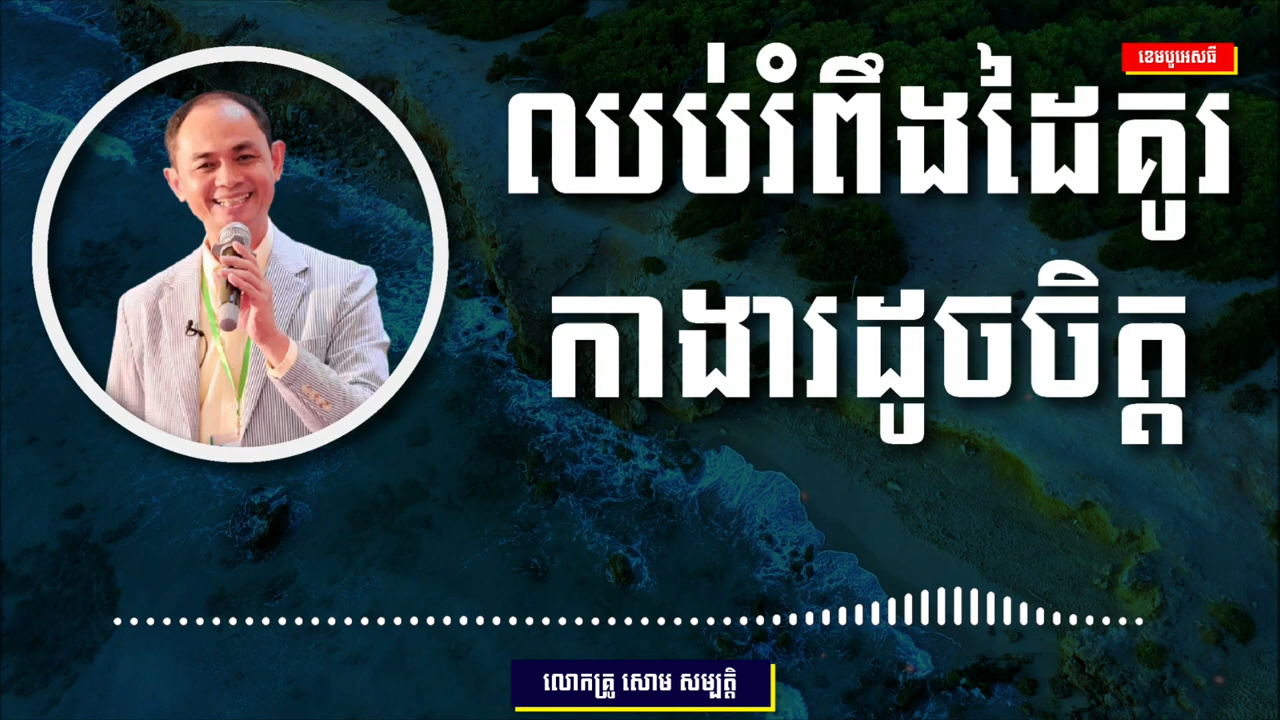 ខេមបូអេសធី
ឈប់រំពឹងដៃគូរ
ការងារដូចចិត្ត
លោកគ្រូ សោម សម្បត្តិ